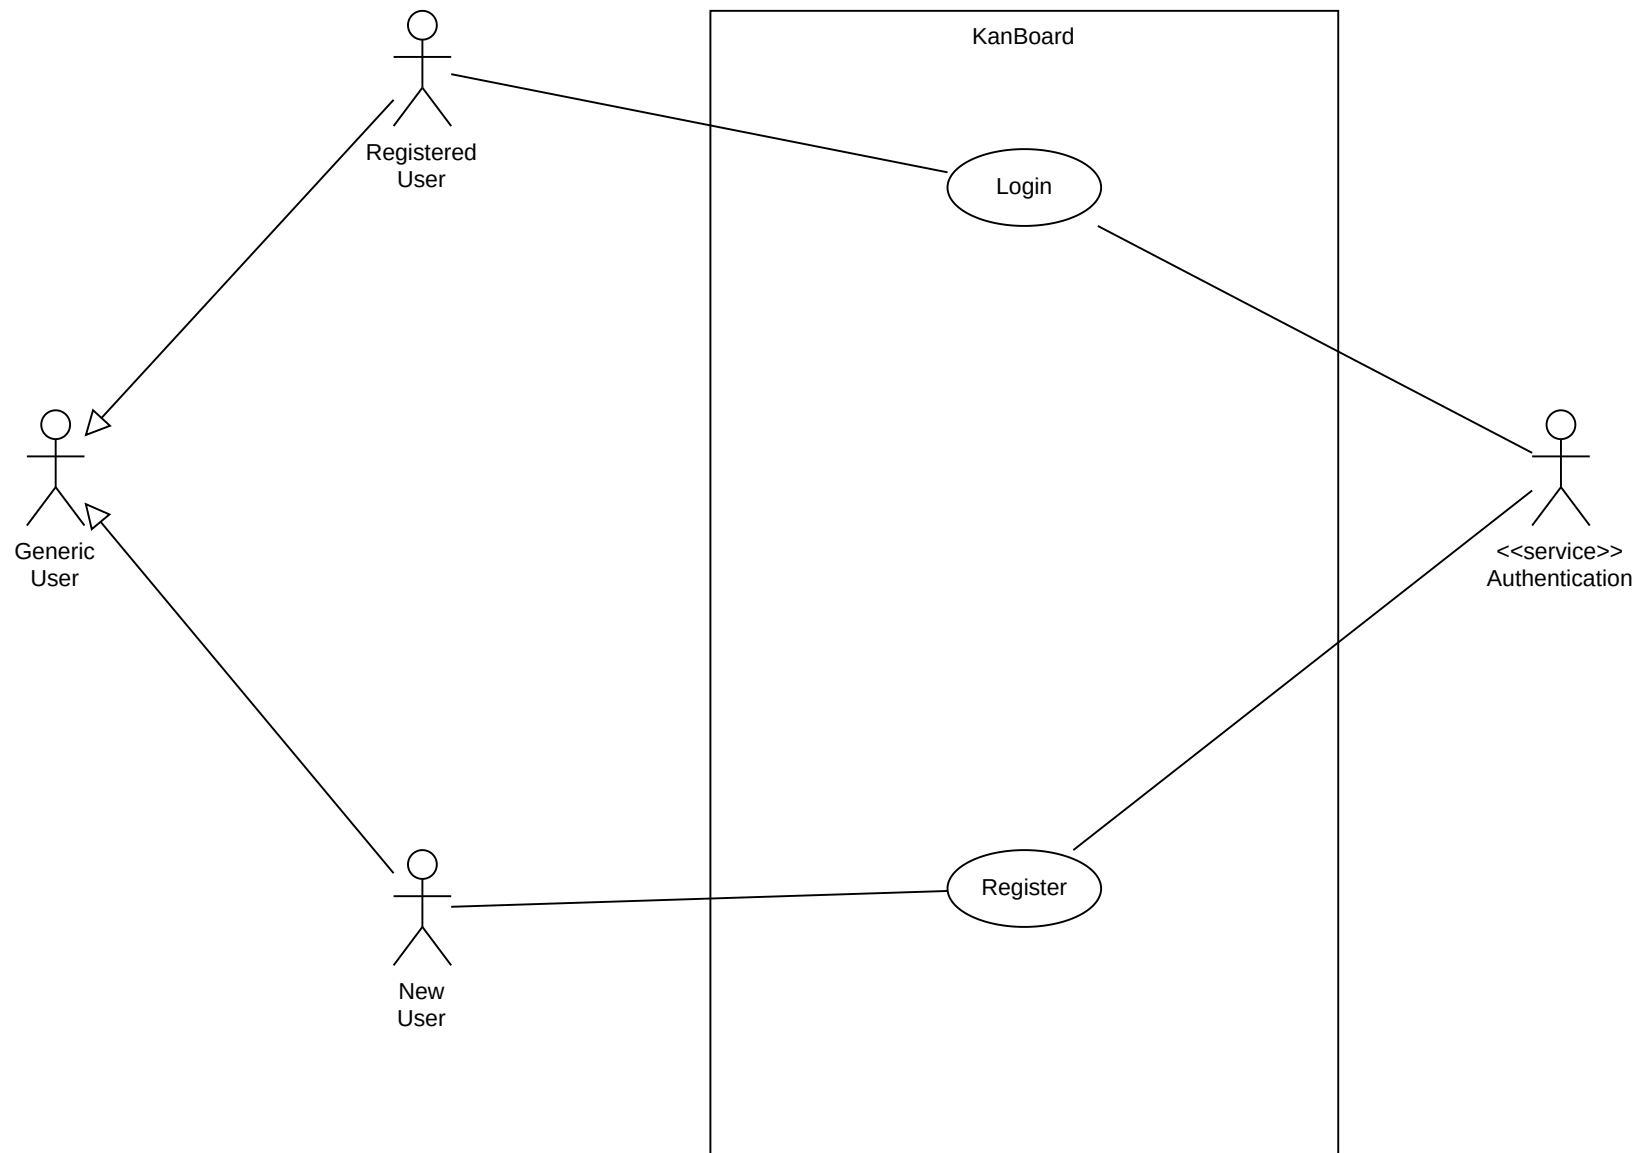 KanBoard
Registered
User
Login
Generic
User
<<service>>
Authentication
Register
New
User